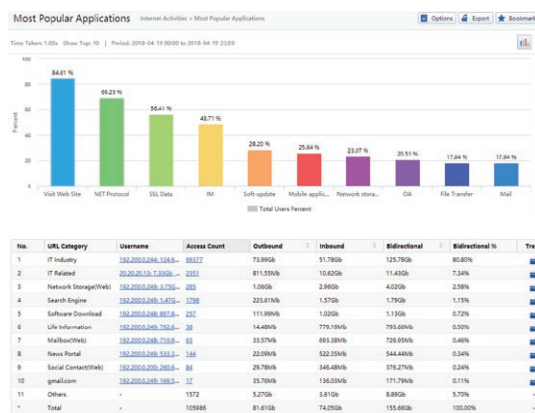 Most Popular Applications
Internet Activities » Most Popular Applications
Options Export Bookmark
Time Taken: 1.00s Show Top: 10 | Period: 2018-04-19 00:00 to 2018-04-19 23:59
100
80
60
40
20
0
Percent
84.61 %
69.23 %
56.41 %
48.71 %
28.20 %
25.64 %
23.07 %
20.51 %
17.94 %
17.94 %
Visit Web Site NET Protocol SSL Data IM Soft-update Mobile applic... Network stora... OA File Transfer Mail
Total Users Percent
No. URL Category Username Access Count Outbound Inbound Bidirectional Bidirectional %
1 IT Industry 99377 73.99Gb 51.78Gb 125.78Gb 80.80%
2 IT Related 2351 811.55Mb 10.62Gb 11.43Gb 7.34%
3 Network Storage(Web) 285 1.06Gb 2.96Gb 4.02Gb 2.58%
4 Search Engine 1798 223.61Mb 1.57Gb 1.79Gb 1.15%
5 Software Download 257 111.99Mb 1.02Gb 1.13Gb 0.72%
6 Life Information 38 14.48Mb 779.19Mb 793.66Mb 0.50%
7 Mailbox(Web) 63 33.57Mb 693.38Mb 726.95Mb 0.46%
8 News Portal 144 22.09Mb 522.35Mb 544.44Mb 0.34%
9 Social Contact(Web) 84 29.78Mb 346.48Mb 376.27Mb 0.24%
10 gmail.com 17 35.76Mb 136.03Mb 171.79Mb 0.11%
11 Others - 1572 5.27Gb 3.61Gb 8.89Gb 5.70% -
* Total - 105986 81.61Gb 74.05Gb 155.66Gb 100.00% -